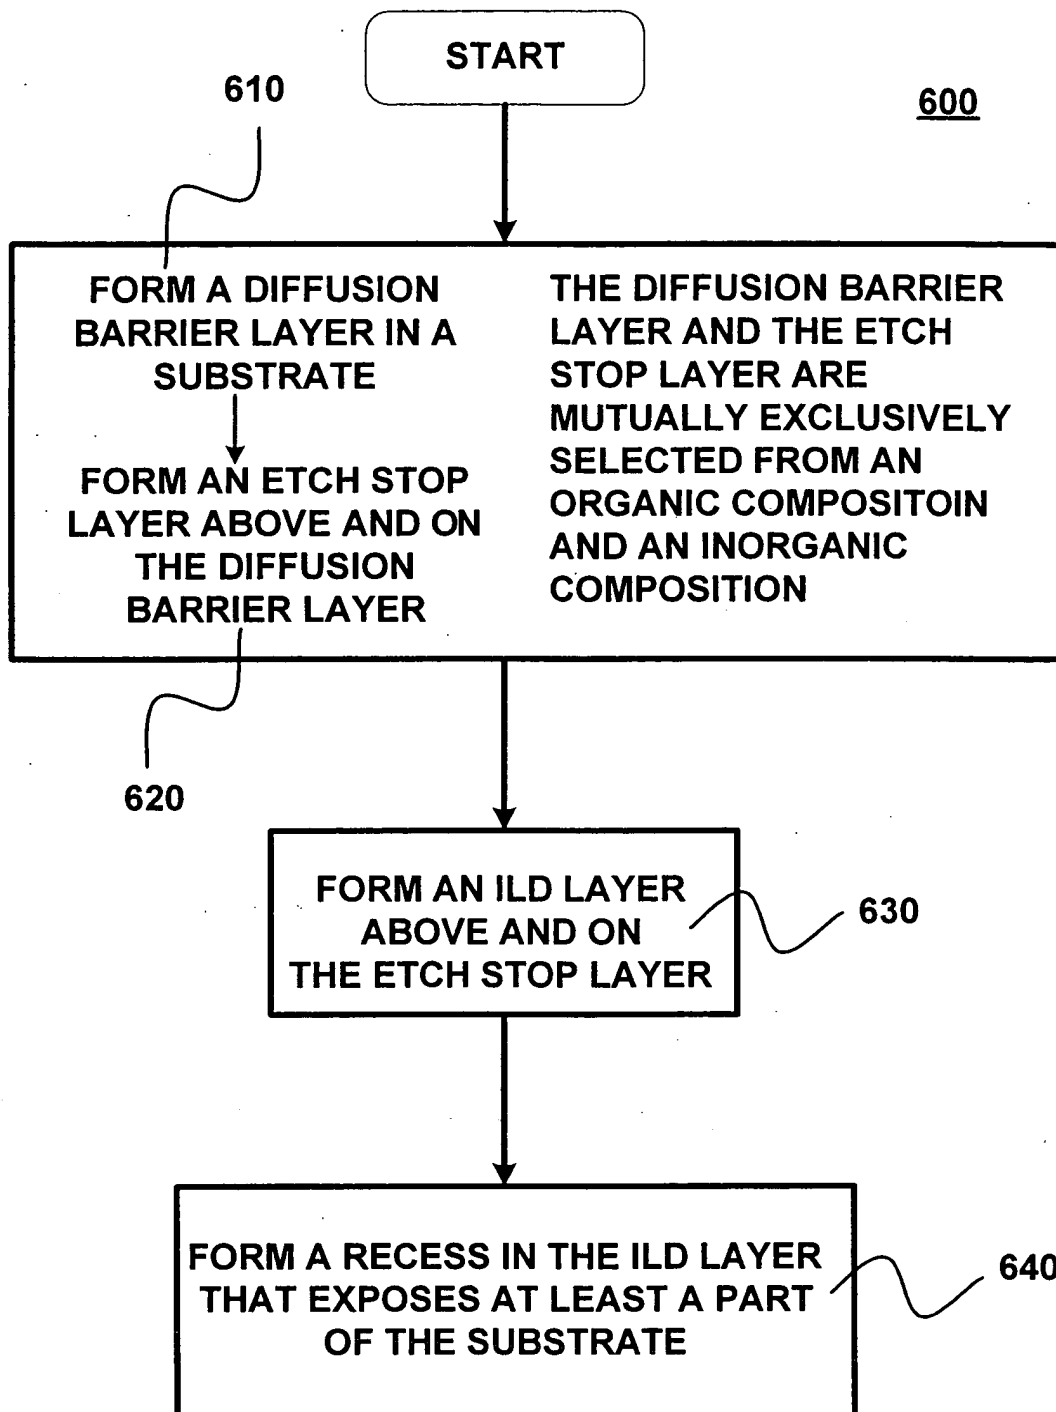 START
610
600
FORM A DIFFUSION
BARRIER LAYER IN A
SUBSTRATE
FORM AN ETCH STOP
LAYER ABOVE AND ON
THE DIFFUSION
BARRIER LAYER
THE DIFFUSION BARRIER
LAYER AND THE ETCH
STOP LAYER ARE
MUTUALLY EXCLUSIVELY
SELECTED FROM AN
ORGANIC COMPOSITOIN
AND AN INORGANIC
COMPOSITION
620
FORM AN ILD LAYER
ABOVE AND ON
THE ETCH STOP LAYER
630
FORM A RECESS IN THE ILD LAYER
THAT EXPOSES AT LEAST A PART
OF THE SUBSTRATE
640